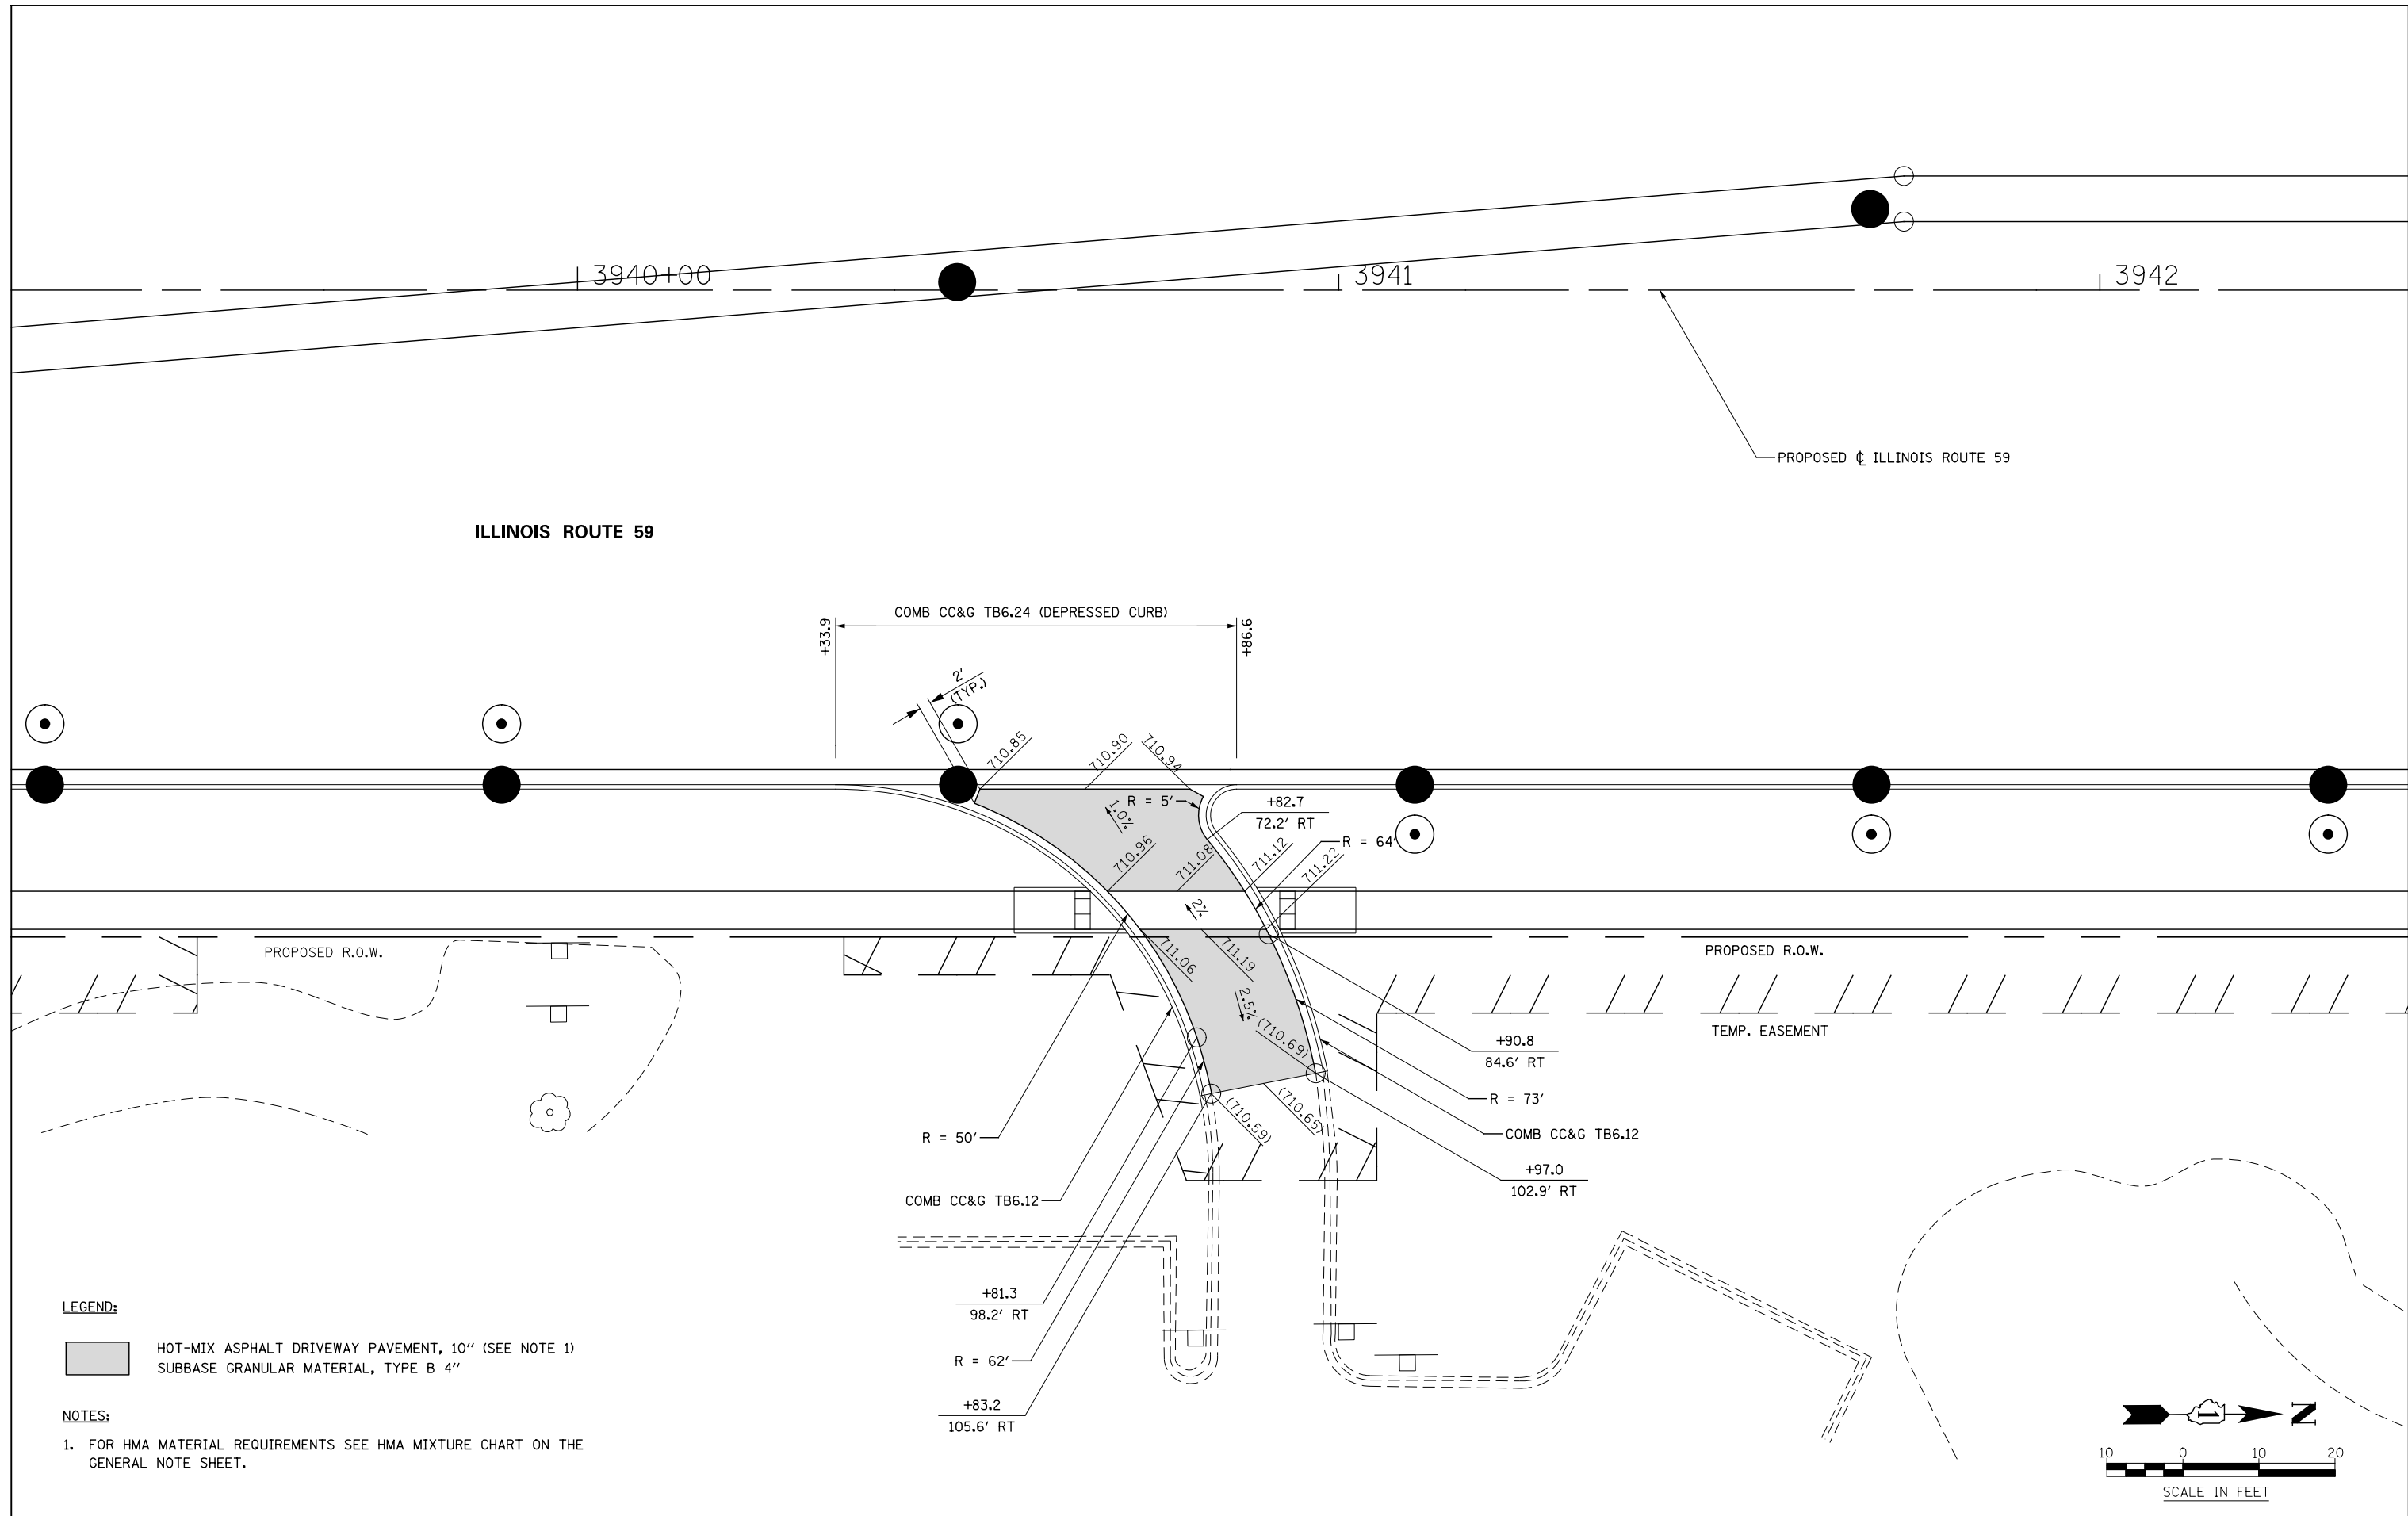 3940+00
3941
3942
PROPOSED ℄ ILLINOIS ROUTE 59
ILLINOIS ROUTE 59
COMB CC&G TB6.24 (DEPRESSED CURB)
+33.9
+86.6
2'
(TYP.)
710.85
710.90
710.94
R = 5'
1.0%
+82.7
72.2' RT
R = 64'
710.96
711.08
711.12
711.22
2%
PROPOSED R.O.W.
PROPOSED R.O.W.
711.06
711.19
2.5%
(710.69)
TEMP. EASEMENT
+90.8
84.6' RT
R = 73'
(710.59)
(710.65)
R = 50'
COMB CC&G TB6.12
+97.0
102.9' RT
COMB CC&G TB6.12
+81.3
98.2' RT
R = 62'
+83.2
105.6' RT
LEGEND:
HOT-MIX ASPHALT DRIVEWAY PAVEMENT, 10" (SEE NOTE 1)
SUBBASE GRANULAR MATERIAL, TYPE B 4"
NOTES:
1. FOR HMA MATERIAL REQUIREMENTS SEE HMA MIXTURE CHART ON THE
GENERAL NOTE SHEET.
N
10 0 10 20
SCALE IN FEET